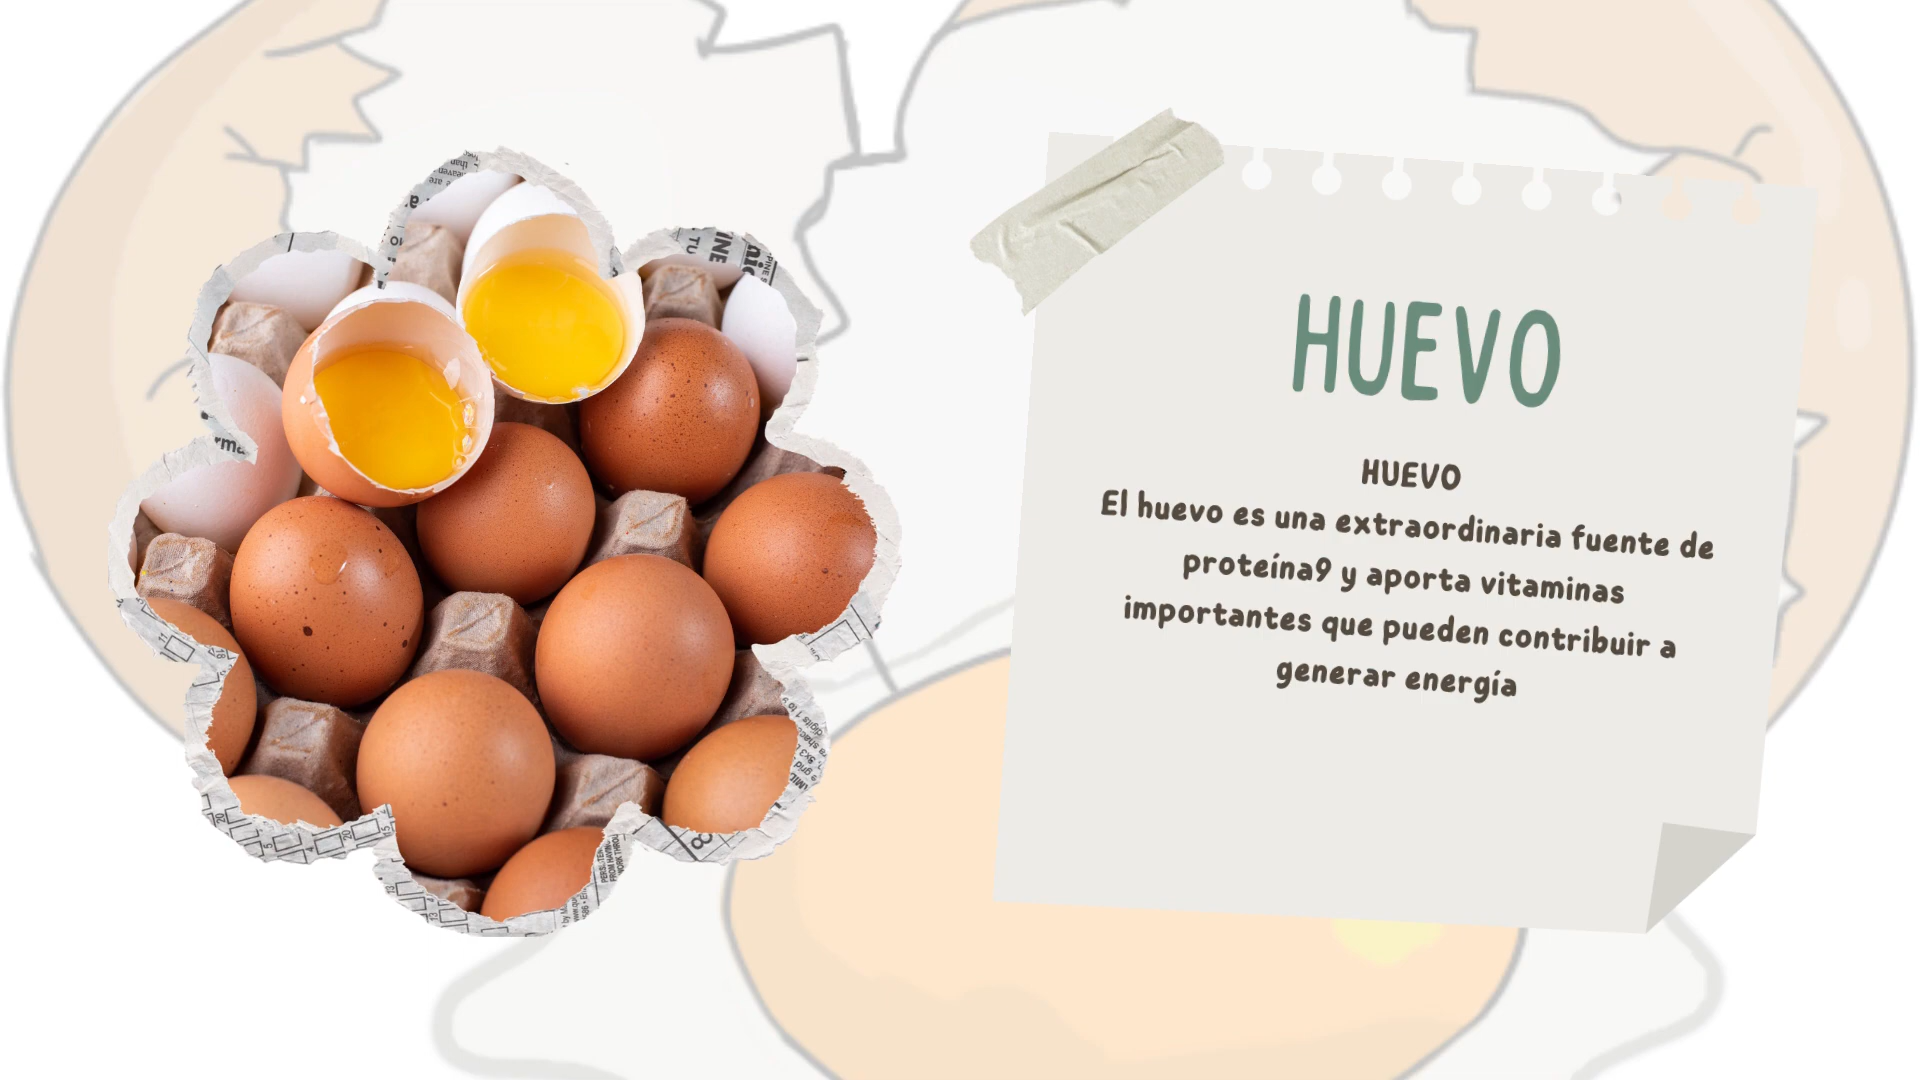 HUEVO
HUEVO
El huevo es una extraordinaria fuente de
proteína9 y aporta vitaminas
importantes que pueden contribuir a
generar energía